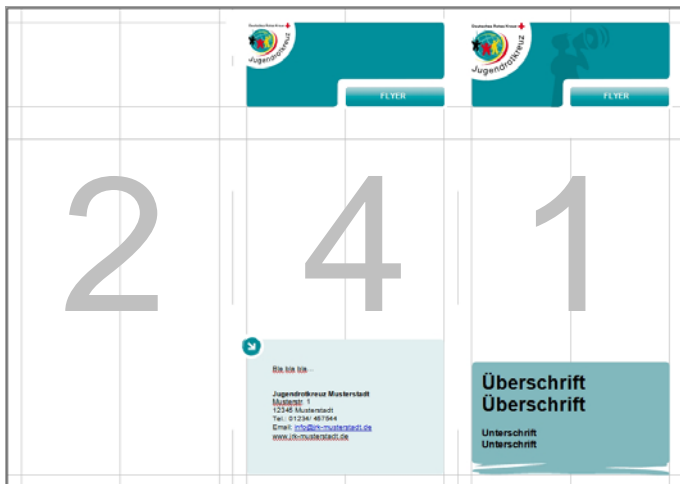 Deutsches Rotes Kreuz
Jugendrotkreuz
FLYER
Deutsches Rotes Kreuz
Jugendrotkreuz
FLYER
2
4
1
Bla bla bla...
Jugendrotkreuz Musterstadt
Musterstr. 1
12345 Musterstadt
Tel.: 01234/ 487544
Email: info@jrk-musterstadt.de
www.jrk-musterstadt.de
Überschrift
Überschrift
Unterschrift
Unterschrift